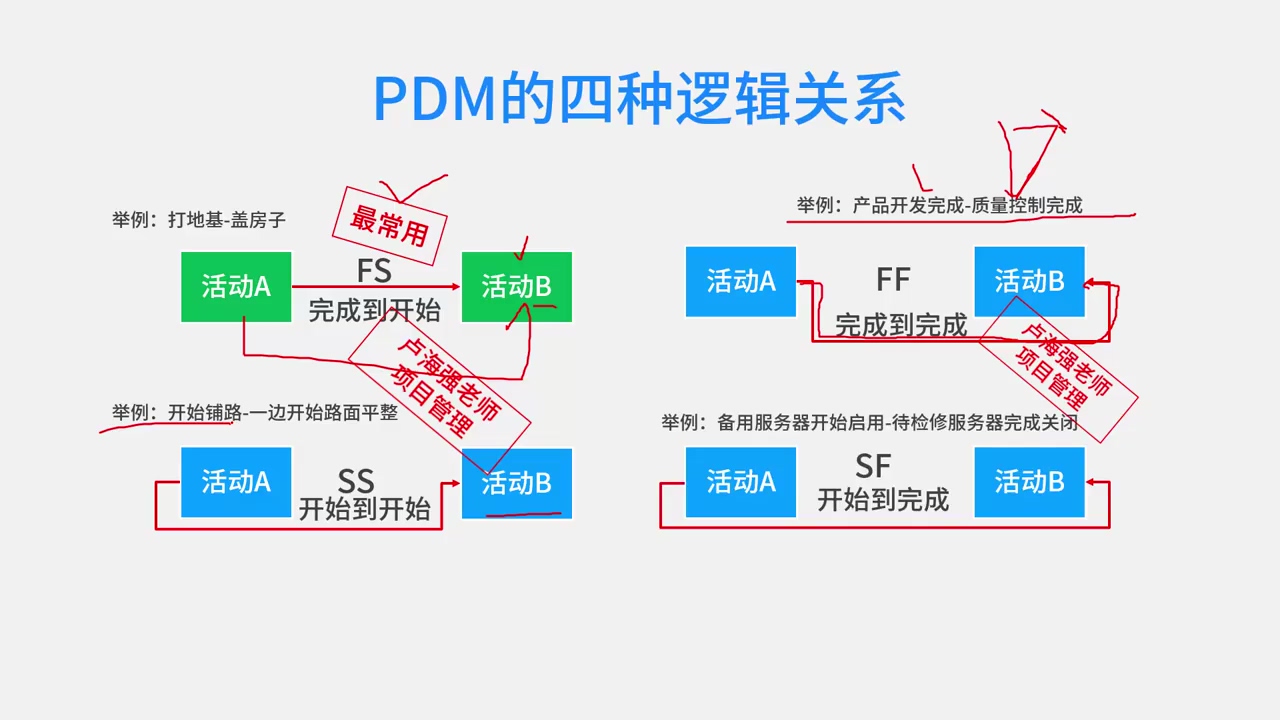 PDM的四种逻辑关系
举例：打地基-盖房子
最常用
活动A
FS
完成到开始
活动B
举例：产品开发完成-质量控制完成
活动A
FF
完成到完成
活动B
卢海强老师
项目管理
卢海强老师
项目管理
举例：开始铺路-一边开始路面平整
活动A
SS
开始到开始
活动B
举例：备用服务器开始启用-待检修服务器完成关闭
活动A
SF
开始到完成
活动B